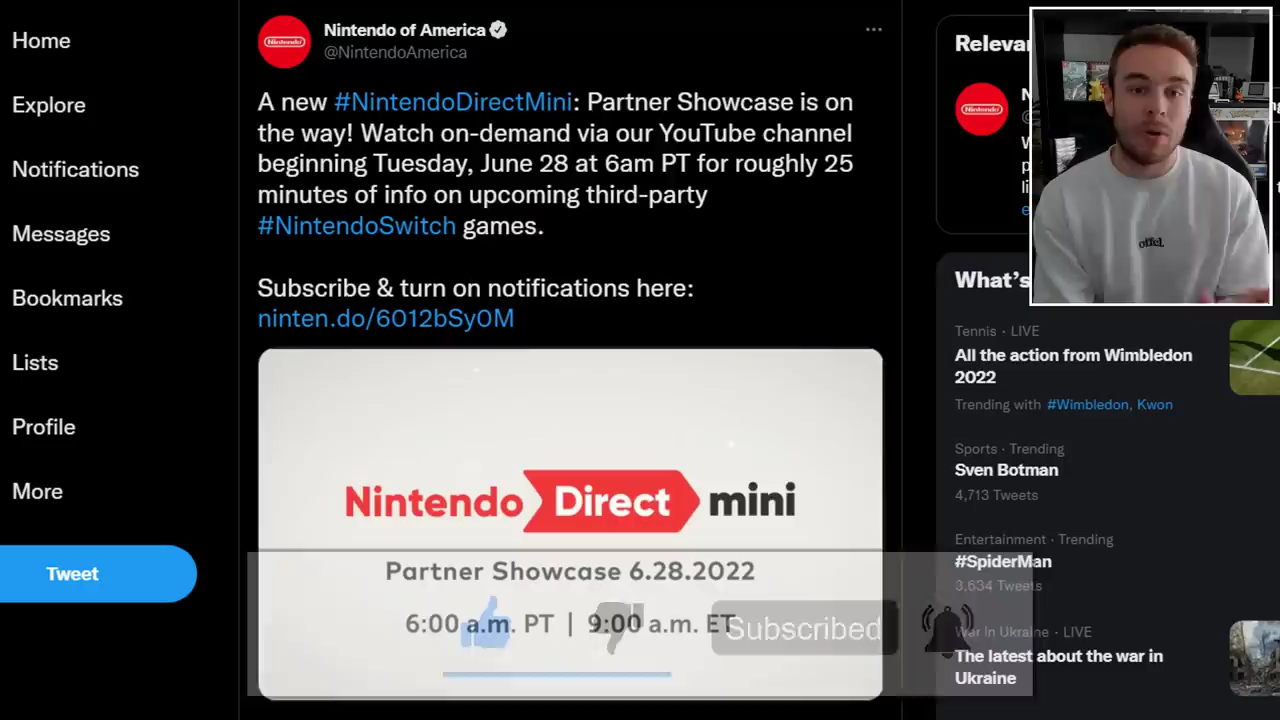 Home
Explore
Notifications
Messages
Bookmarks
Lists
Profile
More
Tweet
Nintendo
Nintendo of America
@NintendoAmerica
A new #NintendoDirectMini: Partner Showcase is on
the way! Watch on-demand via our YouTube channel
beginning Tuesday, June 28 at 6am PT for roughly 25
minutes of info on upcoming third-party
#NintendoSwitch games.
Subscribe & turn on notifications here:
ninten.do/6012bSy0M
Nintendo Direct mini
Partner Showcase 6.28.2022
6:00 a.m. PT | 9:00 a.m. ET
Subscribed
Nintendo
offcl.
What's
Tennis · LIVE
All the action from Wimbledon
2022
Trending with #Wimbledon, Kwon
Sports · Trending
Sven Botman
4,713 Tweets
Entertainment · Trending
#SpiderMan
3,634 Tweets
War in Ukraine · LIVE
The latest about the war in
Ukraine